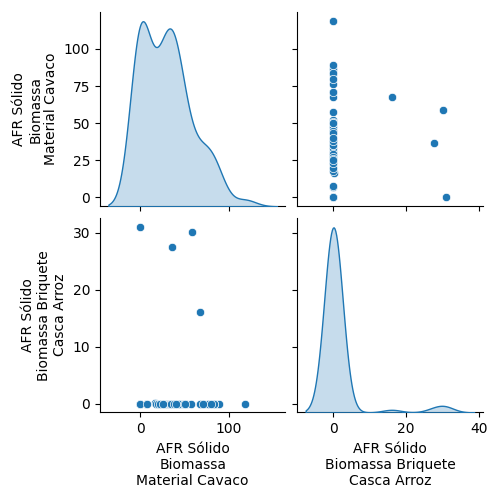 AFR Sólido
Biomassa
Material Cavaco
100
75
50
25
0
AFR Sólido
Biomassa Briquete
Casca Arroz
30
20
10
0
0
100
AFR Sólido
Biomassa
Material Cavaco
0
20
40
AFR Sólido
Biomassa Briquete
Casca Arroz